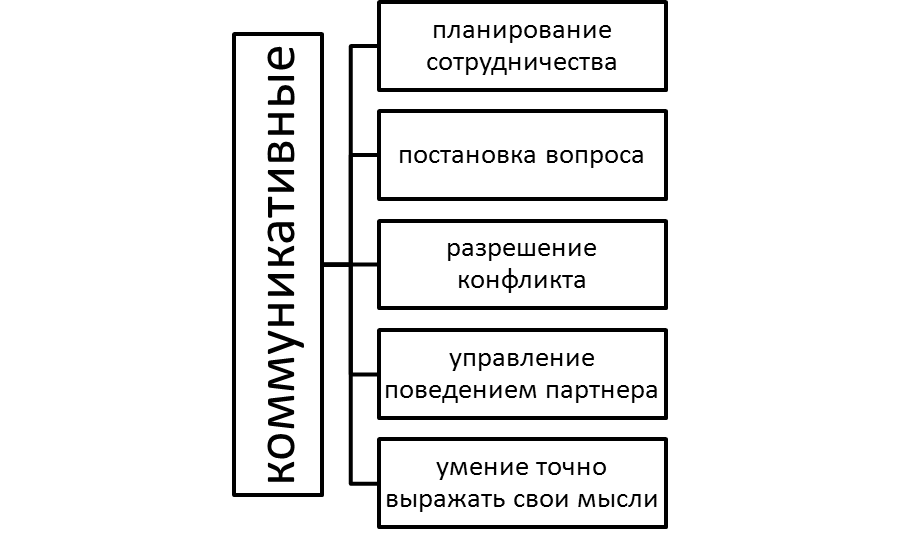 коммуникативные
планирование
сотрудничества
постановка вопроса
разрешение
конфликта
управление
поведением партнера
умение точно
выражать свои мысли